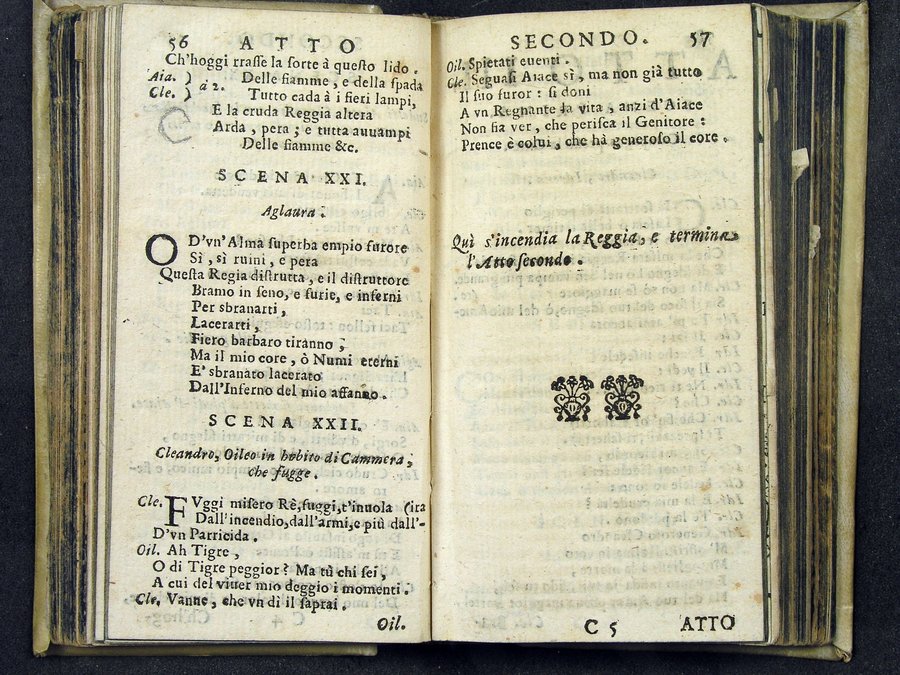 56 ATTO
Ch'hoggi trasse la sorte à questo lido.
Aia. } à 2. Delle fiamme, e della spada
Cle. } Tutto cada à i fieri lampi,
E la cruda Reggia altera
Arda, pera; e tutta auuampi
Delle fiamme &c.
SCENA XXI.
Aglaura.
OD'vn'Alma superba empio furore
Sì, sì ruini, e pera
Questa Regia distrutta, e il distruttore
Bramo in seno, e furie, e inferni
Per sbranarti,
Lacerarti,
Fiero barbaro tiranno;
Ma il mio core, ò Numi eterni
E' sbranato lacerato
Dall'Inferno del mio affanno.
SCENA XXII.
Cleandro, Oileo in habito di Cammera,
che fugge.
Cle. FVggi misero Rè, fuggi, t'inuola (ira
Dall'incendio, dall'armi, e più dall'-
D'vn Parricida.
Oil. Ah Tigre,
O di Tigre peggior? Ma tù chi sei,
A cui del viuer mio deggio i momenti.
Cle. Vanne, che vn dì il saprai.
Oil.
SECONDO. 57
Oil. Spietati euenti.
Cle. Seguasi Aiace sì, ma non già tutto
Il suo furor: si doni
A vn Regnante la vita, anzi d'Aiace
Non fia ver, che perisca il Genitore:
Prence è colui, che hà generoso il core.
Quì s'incendia la Reggia, e termina
l'Atto secondo.
C 5 ATTO